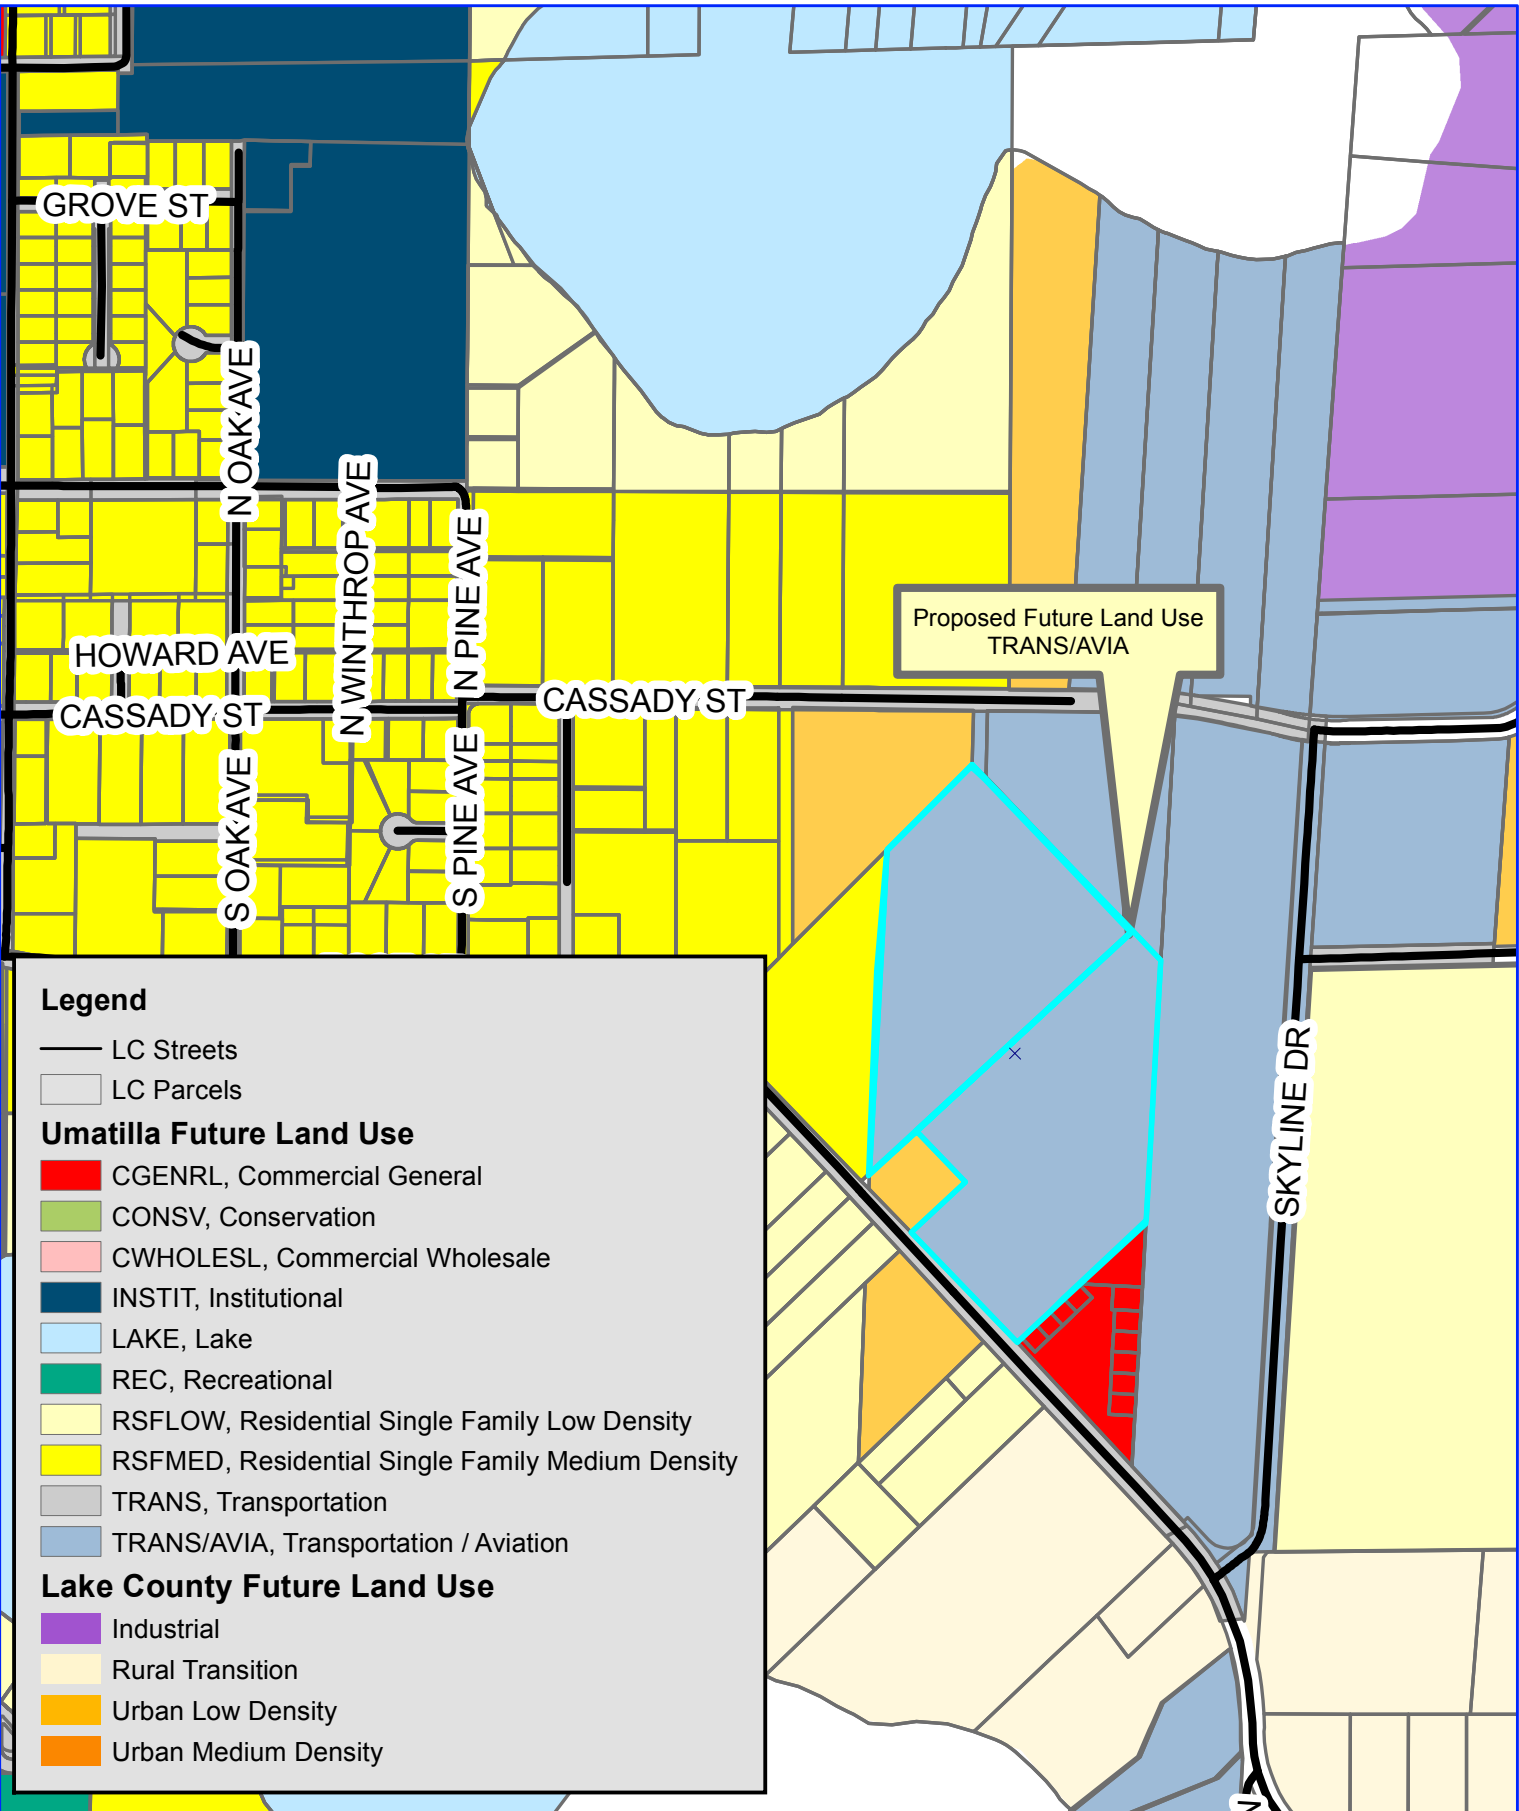 GROVE ST
N OAK AVE
N WINTHROP AVE
N PINE AVE
Proposed Future Land Use
TRANS/AVIA
HOWARD AVE
CASSADY ST
CASSADY ST
S OAK AVE
S PINE AVE
SKYLINE DR
Legend
LC Streets
LC Parcels
Umatilla Future Land Use
CGENRL, Commercial General
CONSV, Conservation
CWHOLESL, Commercial Wholesale
INSTIT, Institutional
LAKE, Lake
REC, Recreational
RSFLOW, Residential Single Family Low Density
RSFMED, Residential Single Family Medium Density
TRANS, Transportation
TRANS/AVIA, Transportation / Aviation
Lake County Future Land Use
Industrial
Rural Transition
Urban Low Density
Urban Medium Density
N